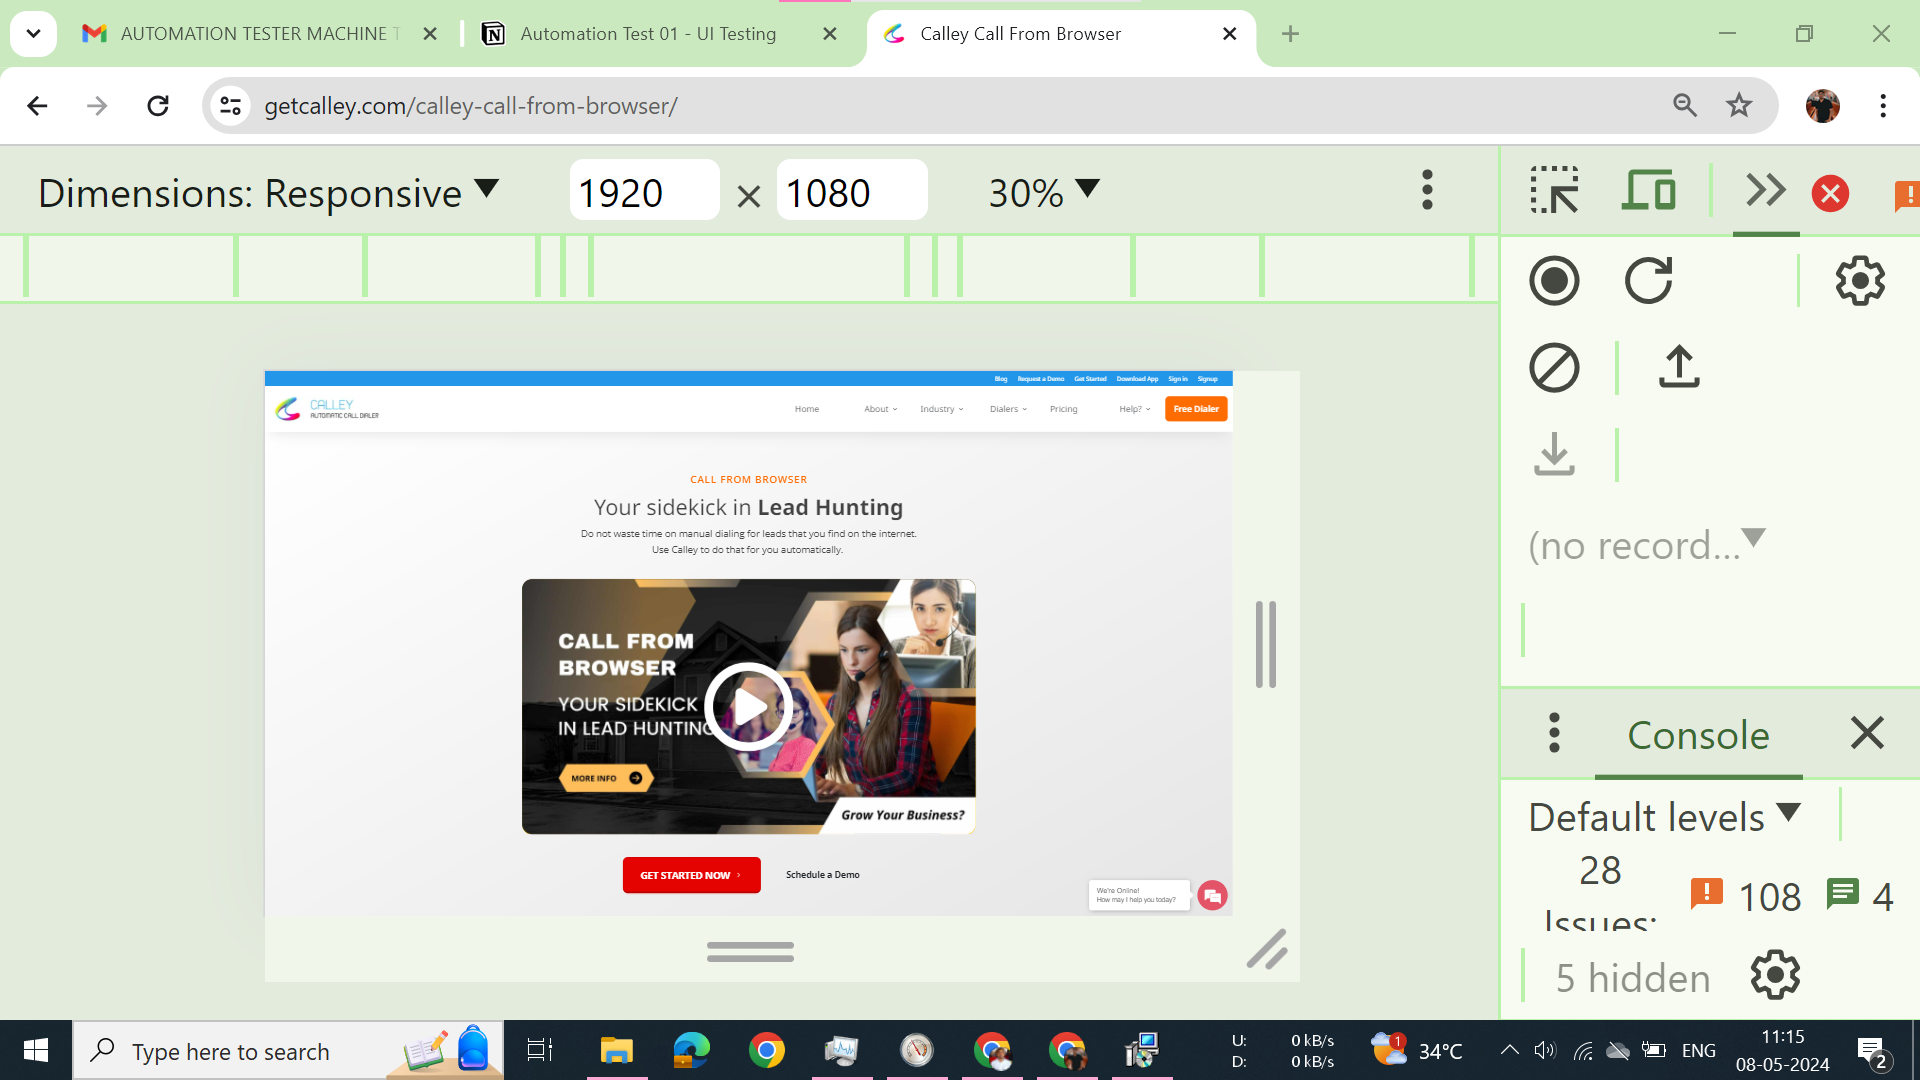 AUTOMATION TESTER MACHINE T
Automation Test 01 - UI Testing
Calley Call From Browser
getcalley.com/calley-call-from-browser/
Dimensions: Responsive
1920 × 1080
30%
Blog Request a Demo Get Started Download App Sign in Signup
CALLEY
AUTOMATIC CALL DIALER
Home About Industry Dialers Pricing Help? Free Dialer
CALL FROM BROWSER
Your sidekick in Lead Hunting
Do not waste time on manual dialing for leads that you find on the internet.
Use Calley to do that for you automatically.
CALL FROM
BROWSER
YOUR SIDEKICK
IN LEAD HUNTING
MORE INFO
Grow Your Business?
GET STARTED NOW
Schedule a Demo
We're Online!
How may I help you today?
(no record...
Console
Default levels
28
Issues:
108
4
5 hidden
Type here to search
U: 0 kB/s
D: 0 kB/s
1
34°C
ENG
11:15
08-05-2024
2